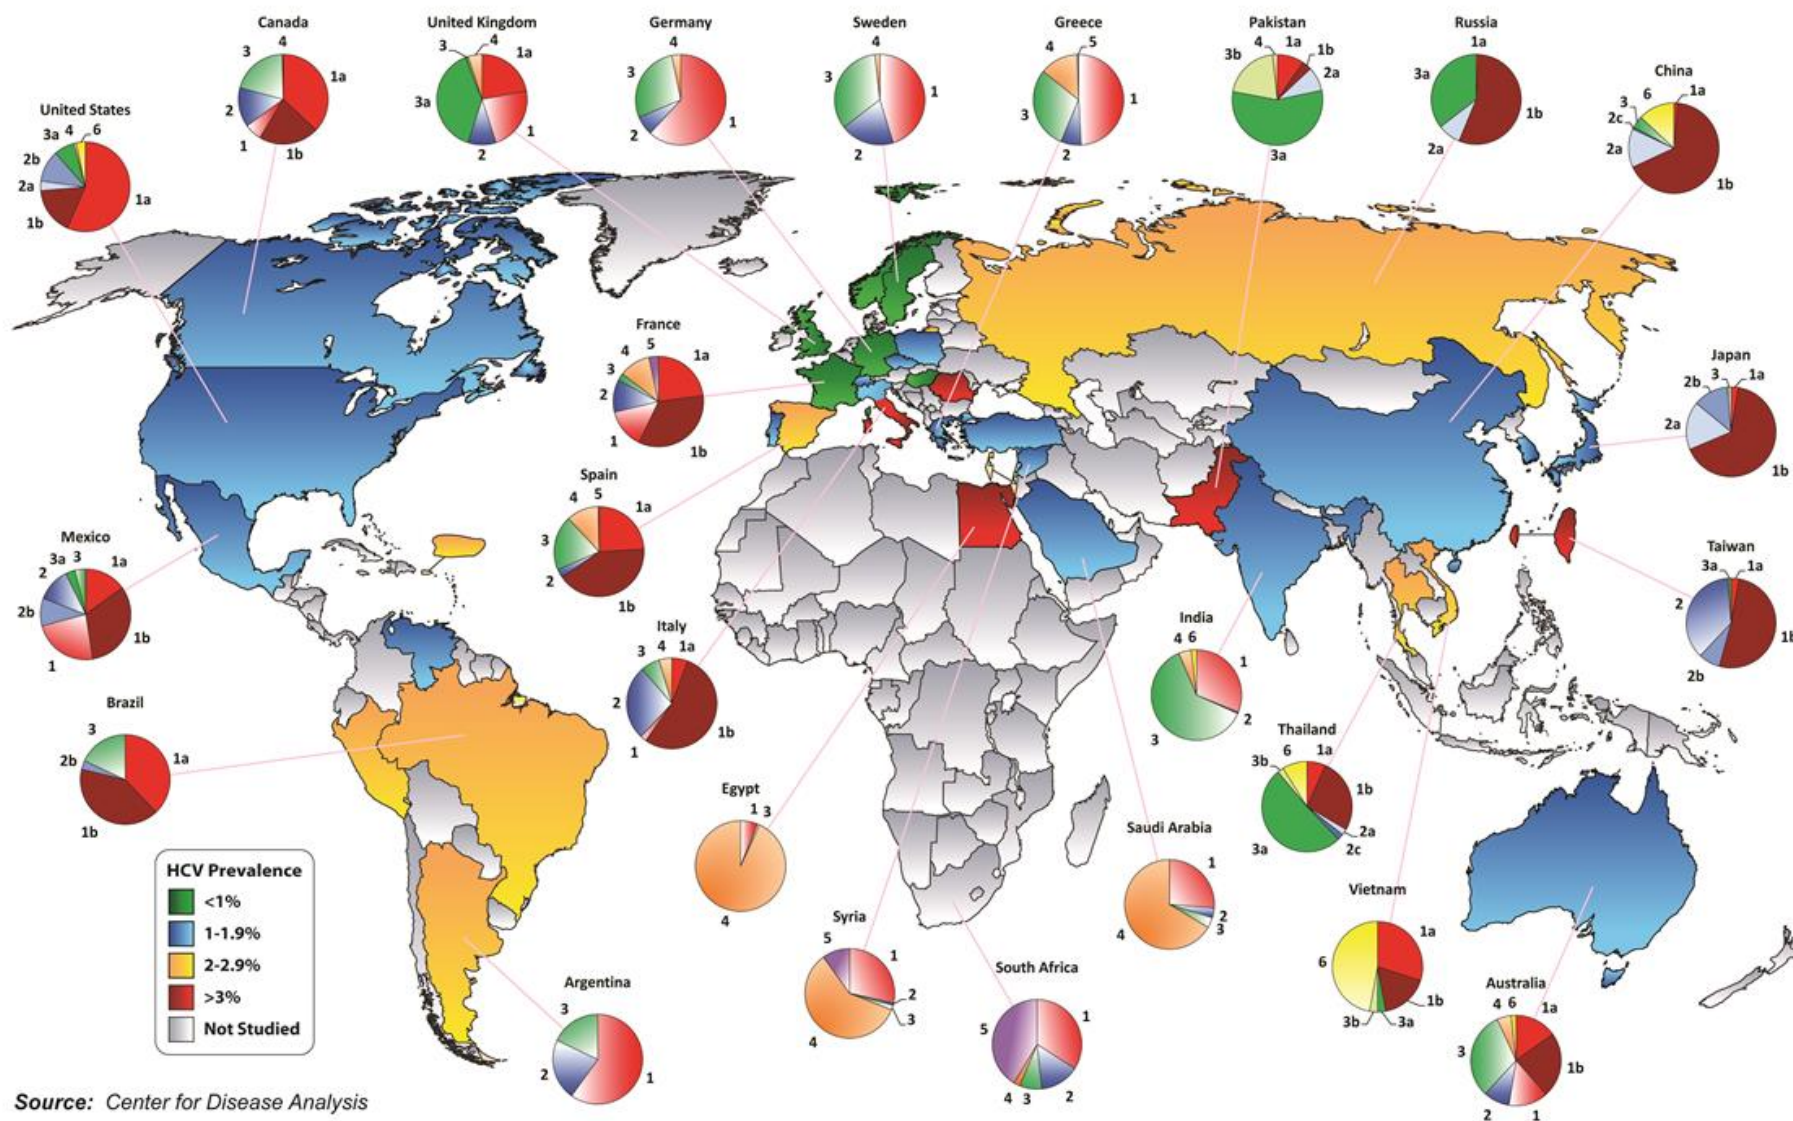 Canada
4
3
1a
2
1
1b
United Kingdom
3
4
1a
3a
1
2
Germany
4
3
2
1
Sweden
4
3
1
2
Greece
4
5
3
1
2
Pakistan
4
1a
3b
1b
2a
3a
Russia
1a
3a
1b
2a
China
6
1a
3
2c
2a
1b
United States
3a
4
6
2b
2a
1a
1b
France
5
4
1a
3
2
1
1b
Japan
3
1a
2b
2a
1b
Spain
5
4
1a
3
2
1b
Mexico
3a
3
1a
2
2b
1b
1
Taiwan
3a
1a
2
1b
2b
Italy
4
3
1a
2
1b
1
India
4
6
1
2
3
Brazil
3
2b
1a
1b
Thailand
6
1a
3b
1b
2a
2c
3a
Egypt
1
3
4
Saudi Arabia
1
2
3
4
HCV Prevalence
<1%
1-1.9%
2-2.9%
>3%
Not Studied
Vietnam
6
1a
1b
3b
3a
Syria
5
1
2
3
4
South Africa
5
1
4
3
2
Argentina
3
2
1
Australia
4
6
1a
3
1b
2
1
Source: Center for Disease Analysis